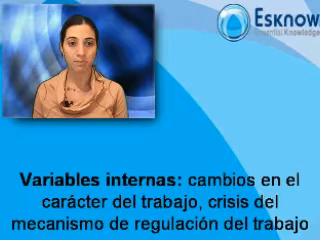 Esknow
Essential Knowledge
Variables internas: cambios en el
carácter del trabajo, crisis del
mecanismo de regulación del trabajo